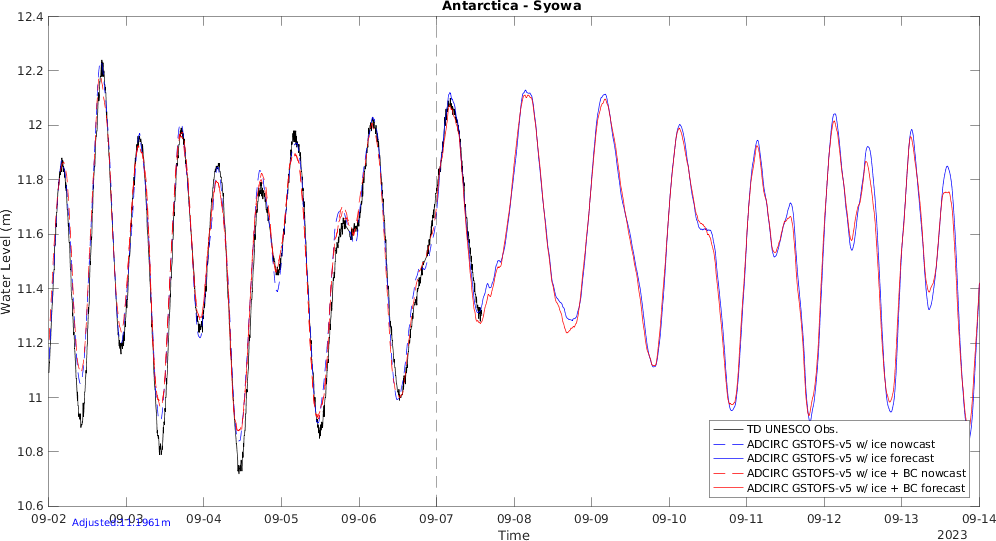 Antarctica - Syowa
12.4
12.2
12
11.8
11.6
11.4
11.2
11
10.8
10.6
Water Level (m)
TD UNESCO Obs.
ADCIRC GSTOFS-v5 w/ ice nowcast
ADCIRC GSTOFS-v5 w/ ice forecast
ADCIRC GSTOFS-v5 w/ ice + BC nowcast
ADCIRC GSTOFS-v5 w/ ice + BC forecast
09-02 09-03 09-04 09-05 09-06 09-07 09-08 09-09 09-10 09-11 09-12 09-13 09-14
Adjusted:11.1961m
Time
2023